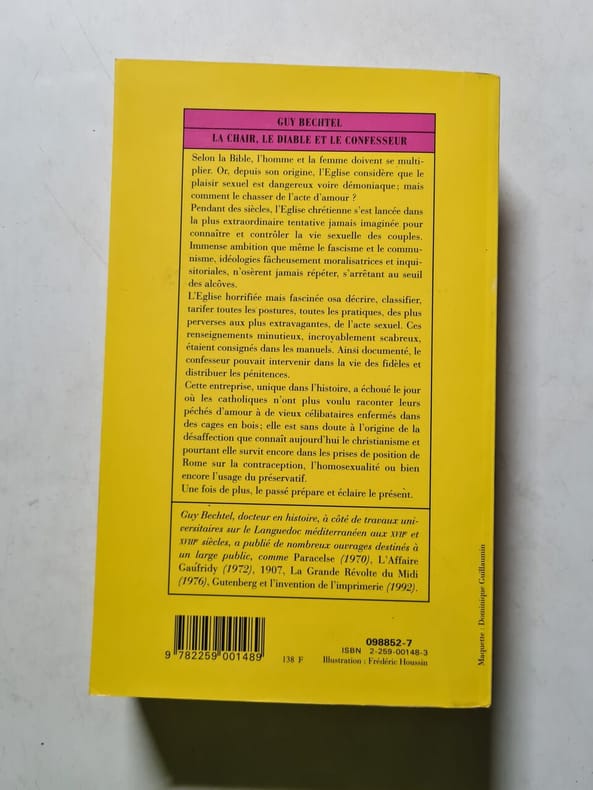 GUY BECHTEL
LA CHAIR, LE DIABLE ET LE CONFESSEUR
Selon la Bible, l'homme et la femme doivent se multi-
plier. Or, depuis son origine, l'Eglise considère que le
plaisir sexuel est dangereux voire démoniaque; mais
comment le chasser de l'acte d'amour ?
Pendant des siècles, l'Eglise chrétienne s'est lancée dans
la plus extraordinaire tentative jamais imaginée pour
connaître et contrôler la vie sexuelle des couples.
Immense ambition que même le fascisme et le commu-
nisme, idéologies fâcheusement moralisatrices et inqui-
sitoriales, n'osèrent jamais répéter, s'arrêtant au seuil
des alcôves.
L'Eglise horrifiée mais fascinée osa décrire, classifier,
tarifer toutes les postures, toutes les pratiques, des plus
perverses aux plus extravagantes, de l'acte sexuel. Ces
renseignements minutieux, incroyablement scabreux,
étaient consignés dans les manuels. Ainsi documenté, le
confesseur pouvait intervenir dans la vie des fidèles et
distribuer les pénitences.
Cette entreprise, unique dans l'histoire, a échoué le jour
où les catholiques n'ont plus voulu raconter leurs
péchés d'amour à de vieux célibataires enfermés dans
des cages en bois; elle est sans doute à l'origine de la
désaffection que connaît aujourd'hui le christianisme et
pourtant elle survit encore dans les prises de position de
Rome sur la contraception, l'homosexualité ou bien
encore l'usage du préservatif.
Une fois de plus, le passé prépare et éclaire le présent.
Guy Bechtel, docteur en histoire, à côté de travaux uni-
versitaires sur le Languedoc méditerranéen aux XVIIe et
XVIIIe siècles, a publié de nombreux ouvrages destinés à
un large public, comme Paracelse (1970), L'Affaire
Gaufridy (1972), 1907, La Grande Révolte du Midi
(1976), Gutenberg et l'invention de l'imprimerie (1992).
9 782259 001489
138 F
098852-7
ISBN 2-259-00148-3
Illustration : Frédéric Houssin
Maquette : Dominique Guillaumin